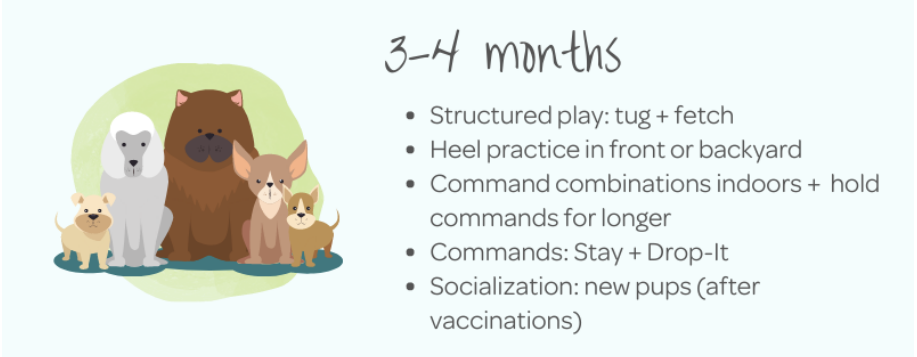 3-4 months
• Structured play: tug + fetch
• Heel practice in front or backyard
• Command combinations indoors + hold
commands for longer
• Commands: Stay + Drop-It
• Socialization: new pups (after
vaccinations)